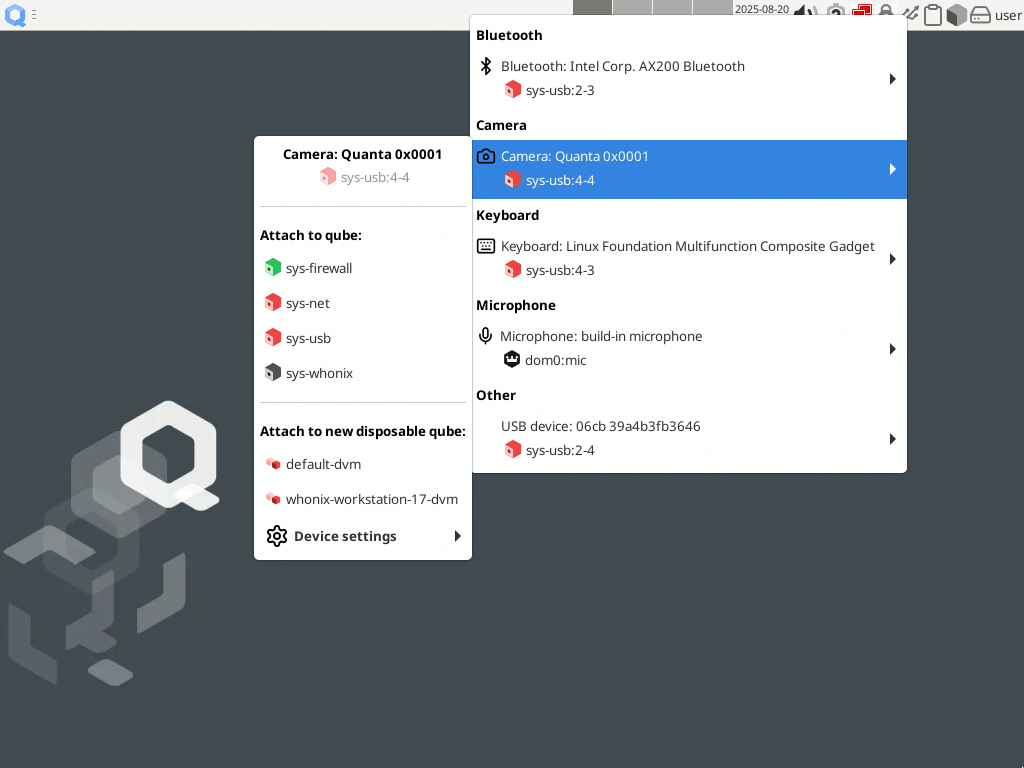 2025-08-20
user
Bluetooth
Bluetooth: Intel Corp. AX200 Bluetooth
sys-usb:2-3
Camera
Camera: Quanta 0x0001
sys-usb:4-4
Keyboard
Keyboard: Linux Foundation Multifunction Composite Gadget
sys-usb:4-3
Microphone
Microphone: build-in microphone
dom0:mic
Other
USB device: 06cb 39a4b3fb3646
sys-usb:2-4
Camera: Quanta 0x0001
sys-usb:4-4
Attach to qube:
sys-firewall
sys-net
sys-usb
sys-whonix
Attach to new disposable qube:
default-dvm
whonix-workstation-17-dvm
Device settings